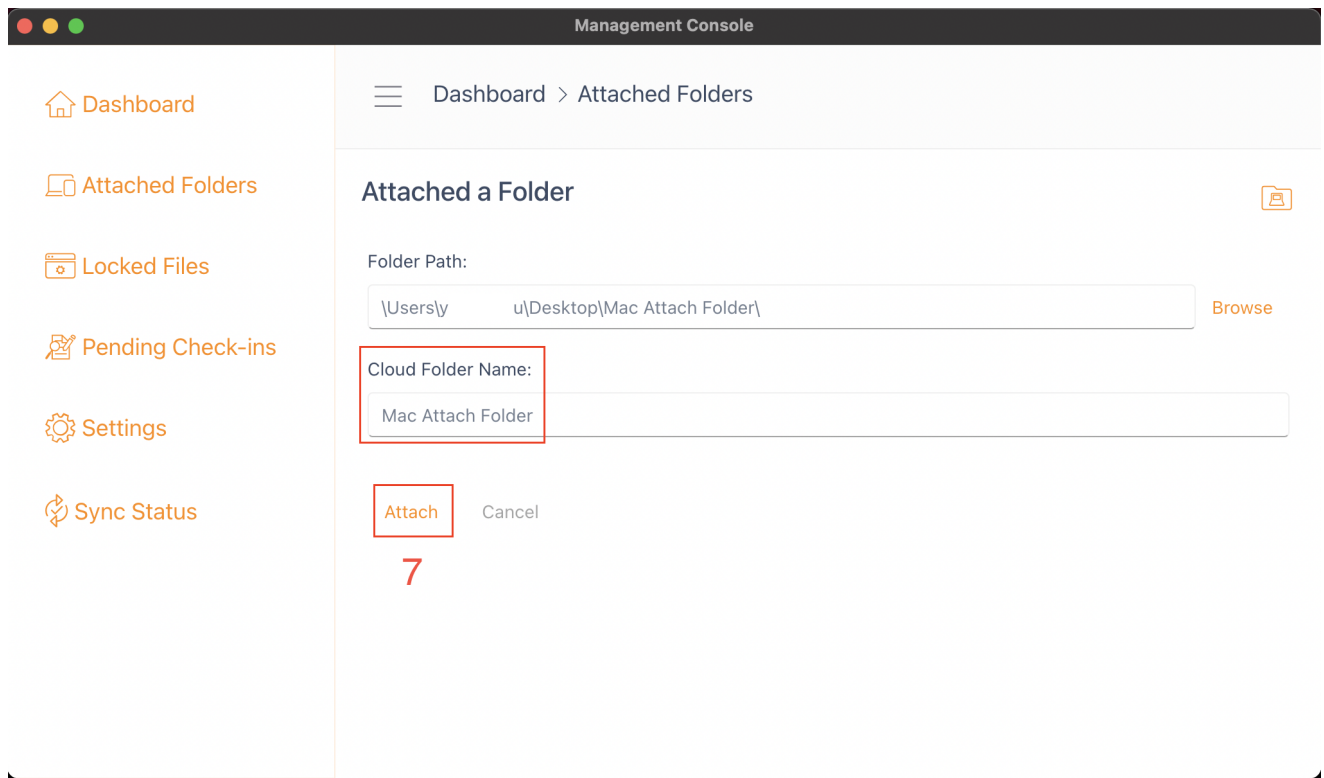 Management Console
Dashboard
Attached Folders
Locked Files
Pending Check-ins
Settings
Sync Status
Dashboard > Attached Folders
Attached a Folder
Folder Path:
\Users\y u\Desktop\Mac Attach Folder\
Browse
Cloud Folder Name:
Mac Attach Folder
Attach
Cancel
7